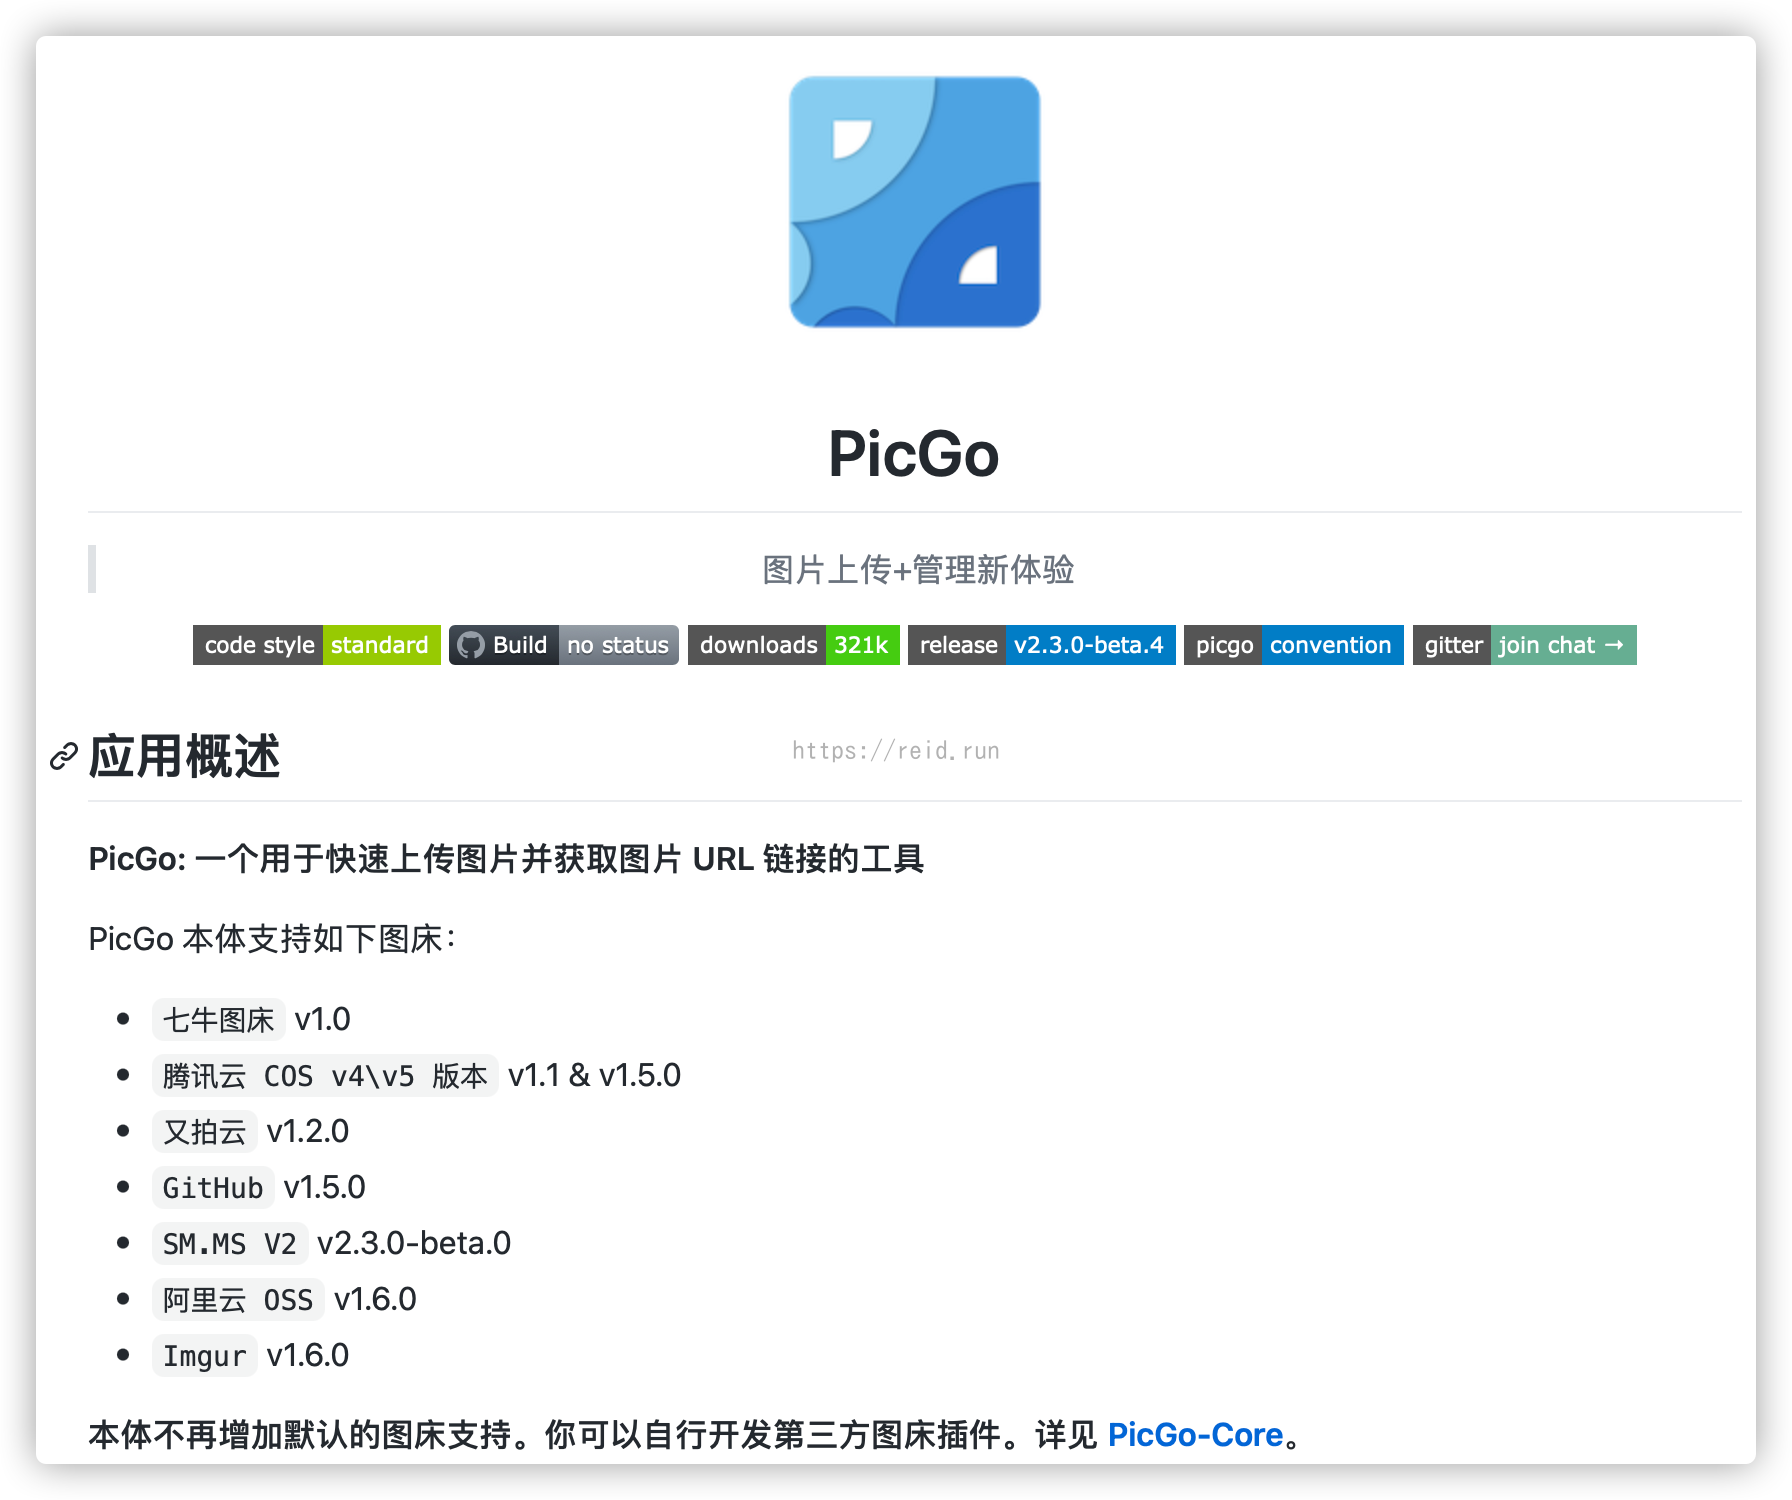 PicGo
图片上传+管理新体验
code style standard Build no status downloads 321k release v2.3.0-beta.4 picgo convention gitter join chat →
应用概述
https://reid.run
PicGo: 一个用于快速上传图片并获取图片 URL 链接的工具
PicGo 本体支持如下图床：
七牛图床 v1.0
腾讯云 COS v4\v5 版本 v1.1 & v1.5.0
又拍云 v1.2.0
GitHub v1.5.0
SM.MS V2 v2.3.0-beta.0
阿里云 OSS v1.6.0
Imgur v1.6.0
本体不再增加默认的图床支持。你可以自行开发第三方图床插件。详见 PicGo-Core。